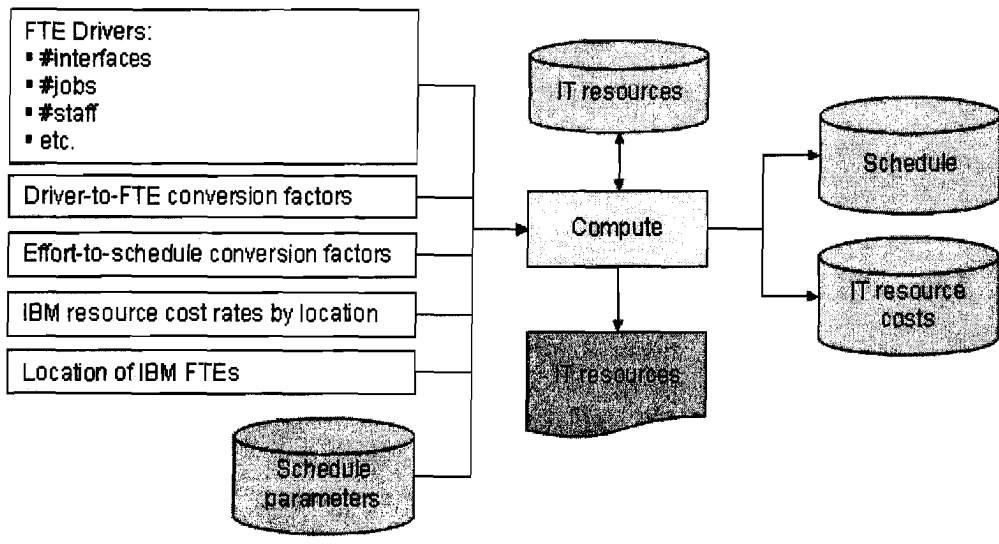 FTE Drivers:
▪ #interfaces
▪ #jobs
▪ #staff
▪ etc.
Driver-to-FTE conversion factors
Effort-to-schedule conversion factors
IBM resource cost rates by location
Location of IBM FTEs
Schedule
parameters
IT resources
Compute
IT resources
Schedule
IT resource
costs